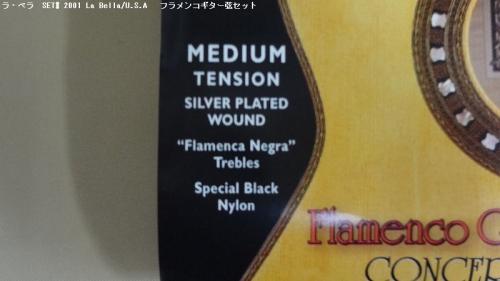 ラ・ベラ SET# 2001 La Bella/U.S.A フラメンコギター弦セット
MEDIUM
TENSION
SILVER PLATED
WOUND
"Flamenca Negra"
Trebles
Special Black
Nylon
Flamenco